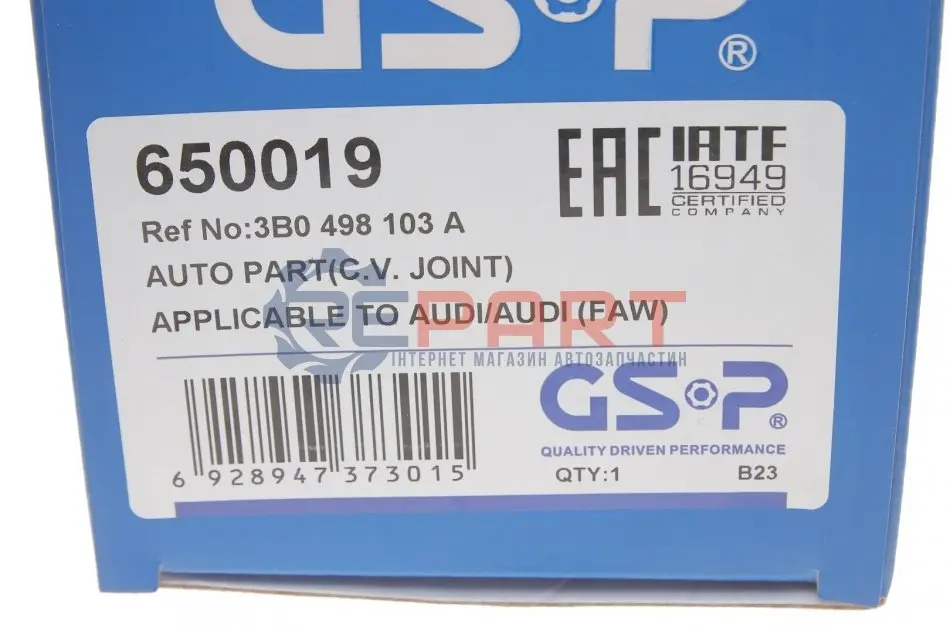 GS-P®
650019
Ref No:3B0 498 103 A
AUTO PART(C.V. JOINT)
APPLICABLE TO AUDI/AUDI (FAW)
EAC
IATF
16949
CERTIFIED
COMPANY
REPART
ІНТЕРНЕТ МАГАЗИН АВТОЗАПЧАСТИН
6 928947 373015
GS-P®
QUALITY DRIVEN PERFORMANCE
QTY:1 B23